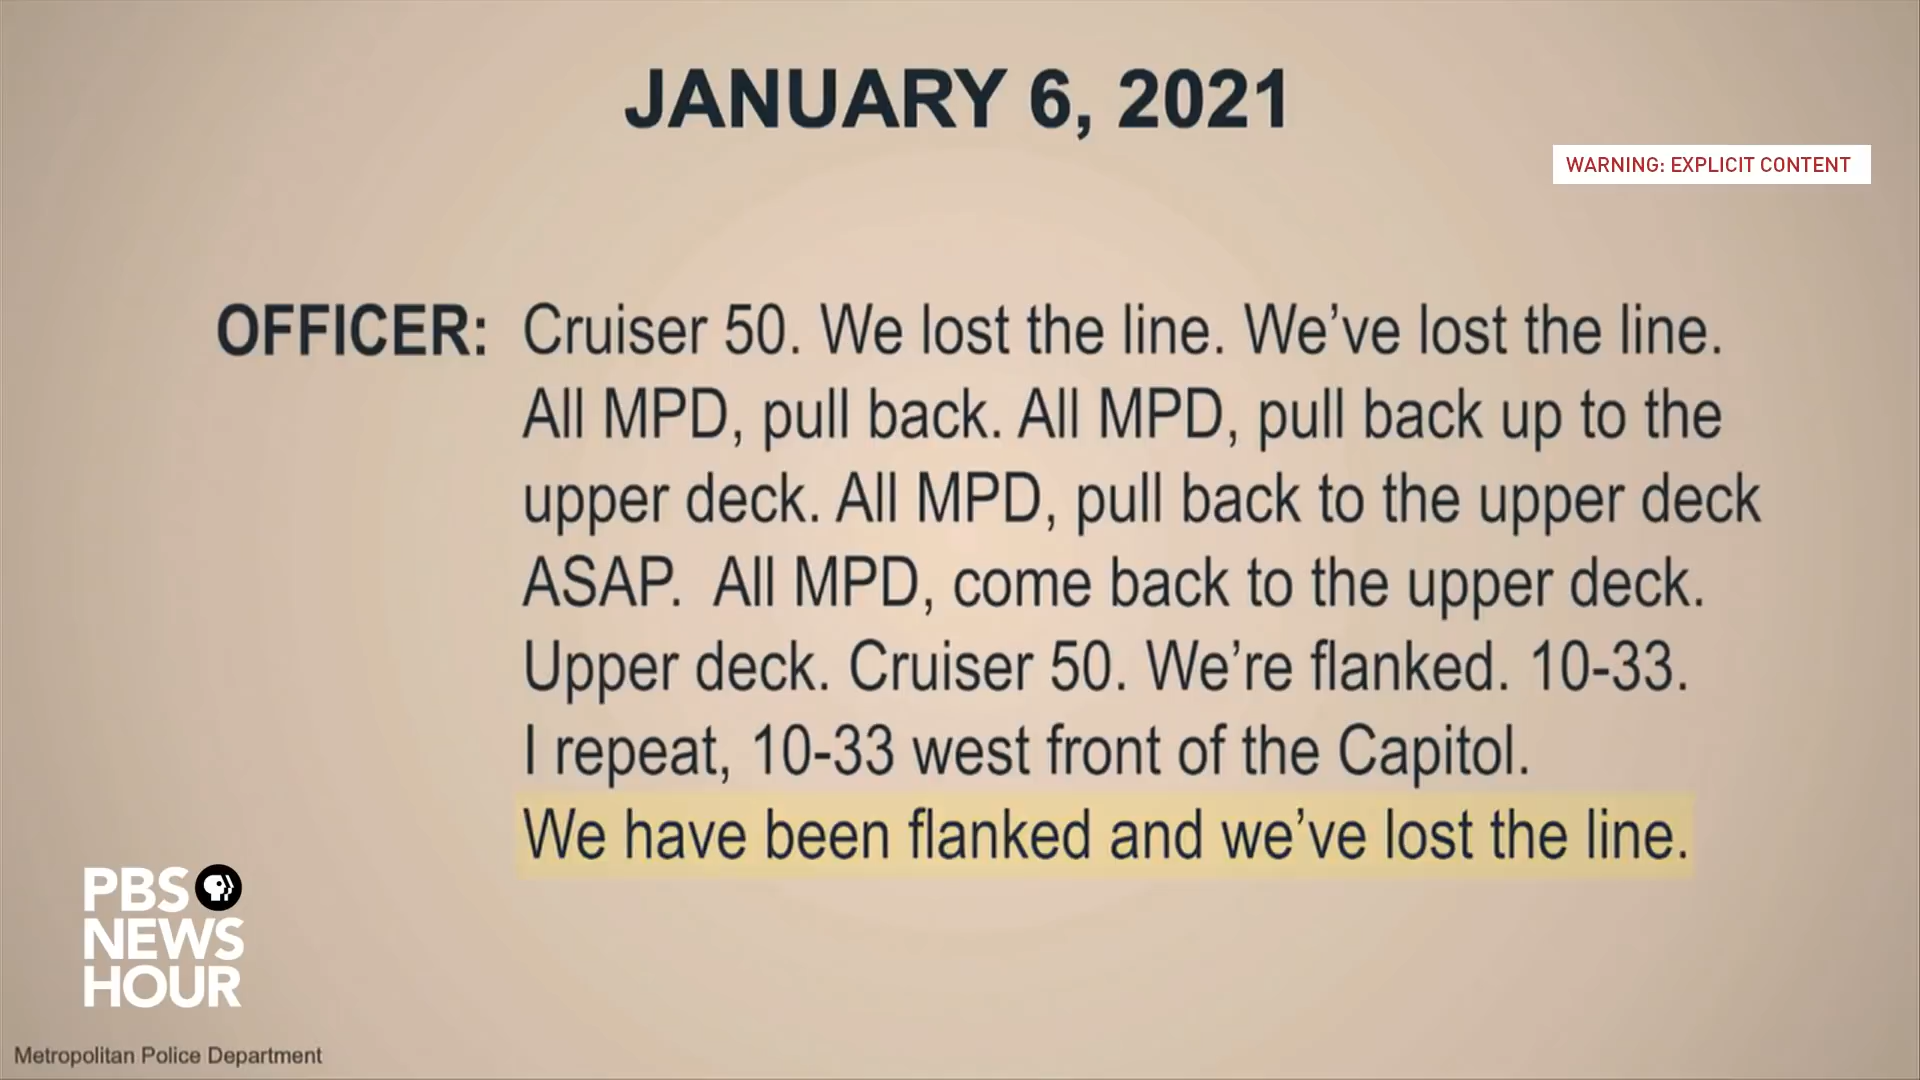 JANUARY 6, 2021
WARNING: EXPLICIT CONTENT
OFFICER: Cruiser 50. We lost the line. We've lost the line.
All MPD, pull back. All MPD, pull back up to the
upper deck. All MPD, pull back to the upper deck
ASAP. All MPD, come back to the upper deck.
Upper deck. Cruiser 50. We're flanked. 10-33.
I repeat, 10-33 west front of the Capitol.
We have been flanked and we've lost the line.
PBS
NEWS
HOUR
Metropolitan Police Department